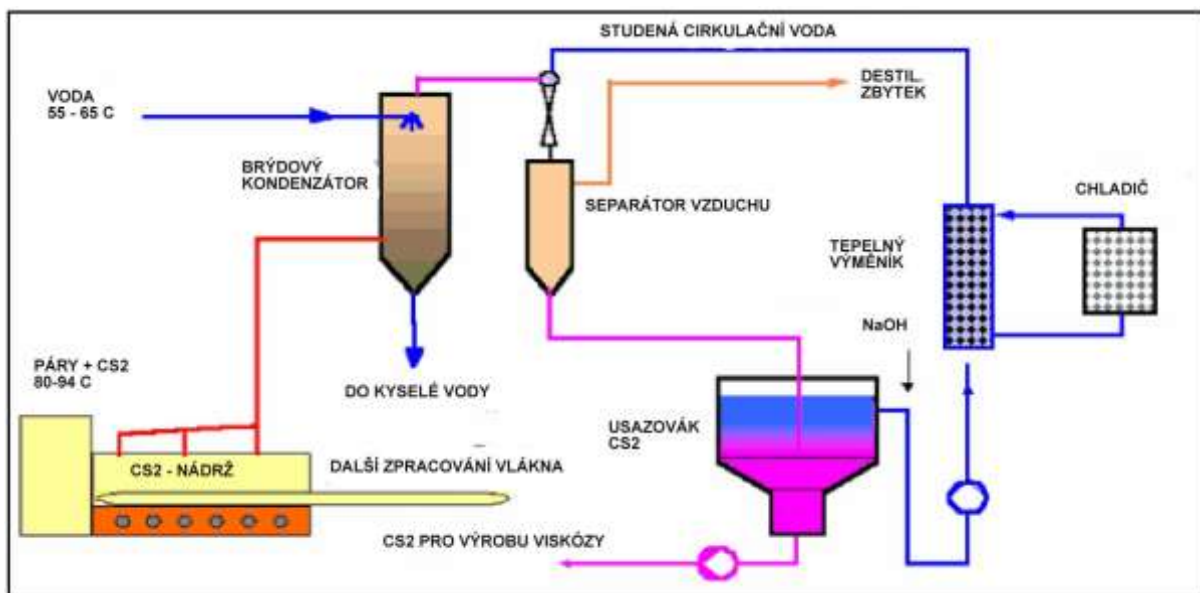 STUDENÁ CIRKULAČNÍ VODA
DESTIL.
ZBYTEK
VODA
55 - 65 C
BRÝDOVÝ
KONDENZÁTOR
SEPARÁTOR VZDUCHU
CHLADIČ
TEPELNÝ
VÝMĚNÍK
NaOH
PÁRY + CS2
80-94 C
DO KYSELÉ VODY
USAZOVÁK
CS2
CS2 - NÁDRŽ
DALŠÍ ZPRACOVÁNÍ VLÁKNA
CS2 PRO VÝROBU VISKÓZY